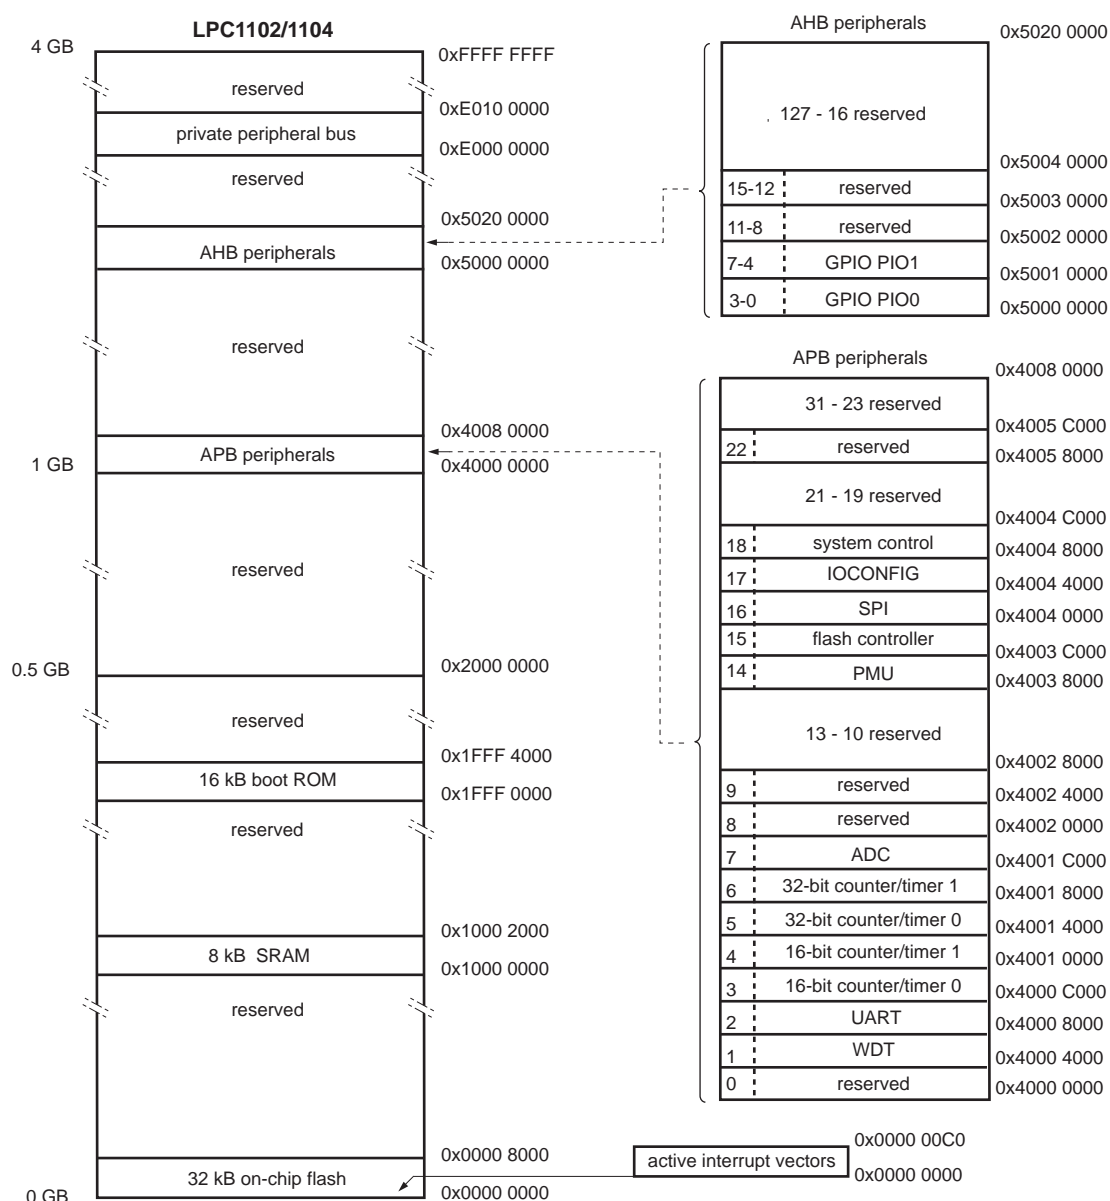 LPC1102/1104
4 GB
0xFFFF FFFF
reserved
0xE010 0000
private peripheral bus
0xE000 0000
reserved
0x5020 0000
AHB peripherals
0x5000 0000
reserved
0x4008 0000
APB peripherals
1 GB
0x4000 0000
reserved
0x2000 0000
0.5 GB
reserved
0x1FFF 4000
16 kB boot ROM
0x1FFF 0000
reserved
0x1000 2000
8 kB SRAM
0x1000 0000
reserved
0x0000 8000
32 kB on-chip flash
0x0000 0000
0 GB
AHB peripherals
0x5020 0000
127 - 16 reserved
0x5004 0000
15-12 reserved
0x5003 0000
11-8 reserved
0x5002 0000
7-4 GPIO PIO1
0x5001 0000
3-0 GPIO PIO0
0x5000 0000
APB peripherals
0x4008 0000
31 - 23 reserved
0x4005 C000
22 reserved
0x4005 8000
21 - 19 reserved
0x4004 C000
18 system control
0x4004 8000
17 IOCONFIG
0x4004 4000
16 SPI
0x4004 0000
15 flash controller
0x4003 C000
14 PMU
0x4003 8000
13 - 10 reserved
0x4002 8000
9 reserved
0x4002 4000
8 reserved
0x4002 0000
7 ADC
0x4001 C000
6 32-bit counter/timer 1
0x4001 8000
5 32-bit counter/timer 0
0x4001 4000
4 16-bit counter/timer 1
0x4001 0000
3 16-bit counter/timer 0
0x4000 C000
2 UART
0x4000 8000
1 WDT
0x4000 4000
0 reserved
0x4000 0000
0x0000 00C0
active interrupt vectors
0x0000 0000